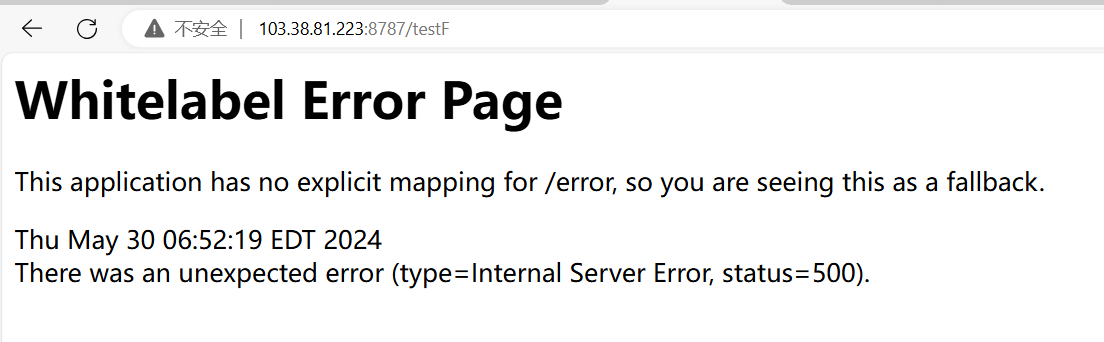 不安全 | 103.38.81.223:8787/testF
Whitelabel Error Page
This application has no explicit mapping for /error, so you are seeing this as a fallback.
Thu May 30 06:52:19 EDT 2024
There was an unexpected error (type=Internal Server Error, status=500).